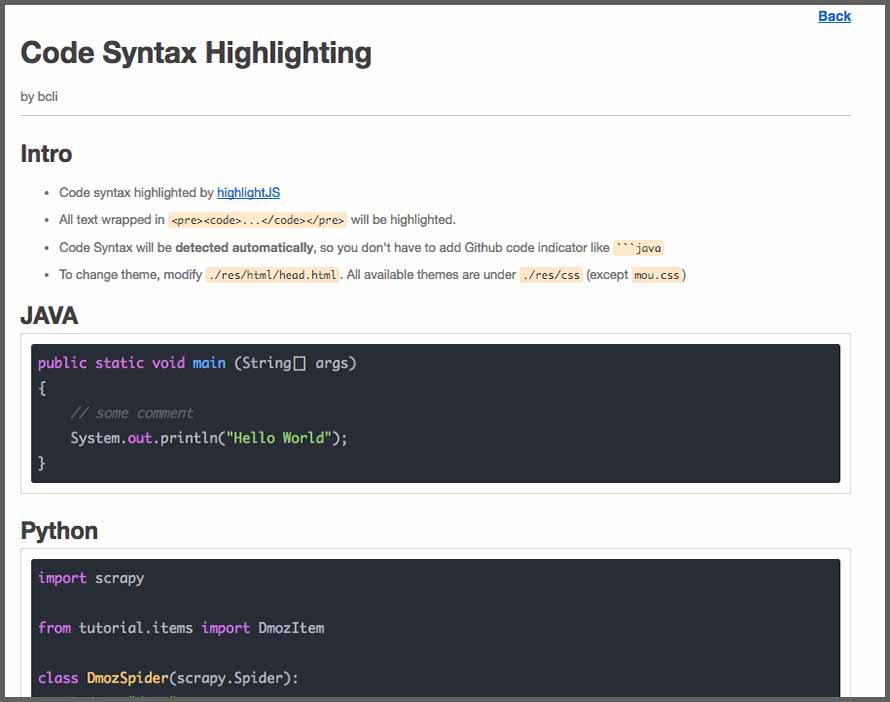 Back
Code Syntax Highlighting
by bcli
Intro
• Code syntax highlighted by highlightJS
• All text wrapped in <pre><code>...</code></pre> will be highlighted.
• Code Syntax will be detected automatically, so you don't have to add Github code indicator like ```java
• To change theme, modify ./res/html/head.html. All available themes are under ./res/css (except mou.css)
JAVA
public static void main (String[] args)
{
    // some comment
    System.out.println("Hello World");
}
Python
import scrapy
from tutorial.items import DmozItem
class DmozSpider(scrapy.Spider):